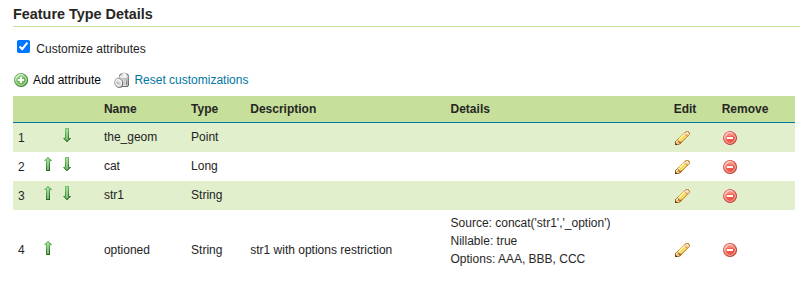 Feature Type Details
Customize attributes
Add attribute Reset customizations
Name Type Description Details Edit Remove
1 the_geom Point
2 cat Long
3 str1 String
4 optioned String str1 with options restriction
Source: concat('str1','_option')
Nillable: true
Options: AAA, BBB, CCC